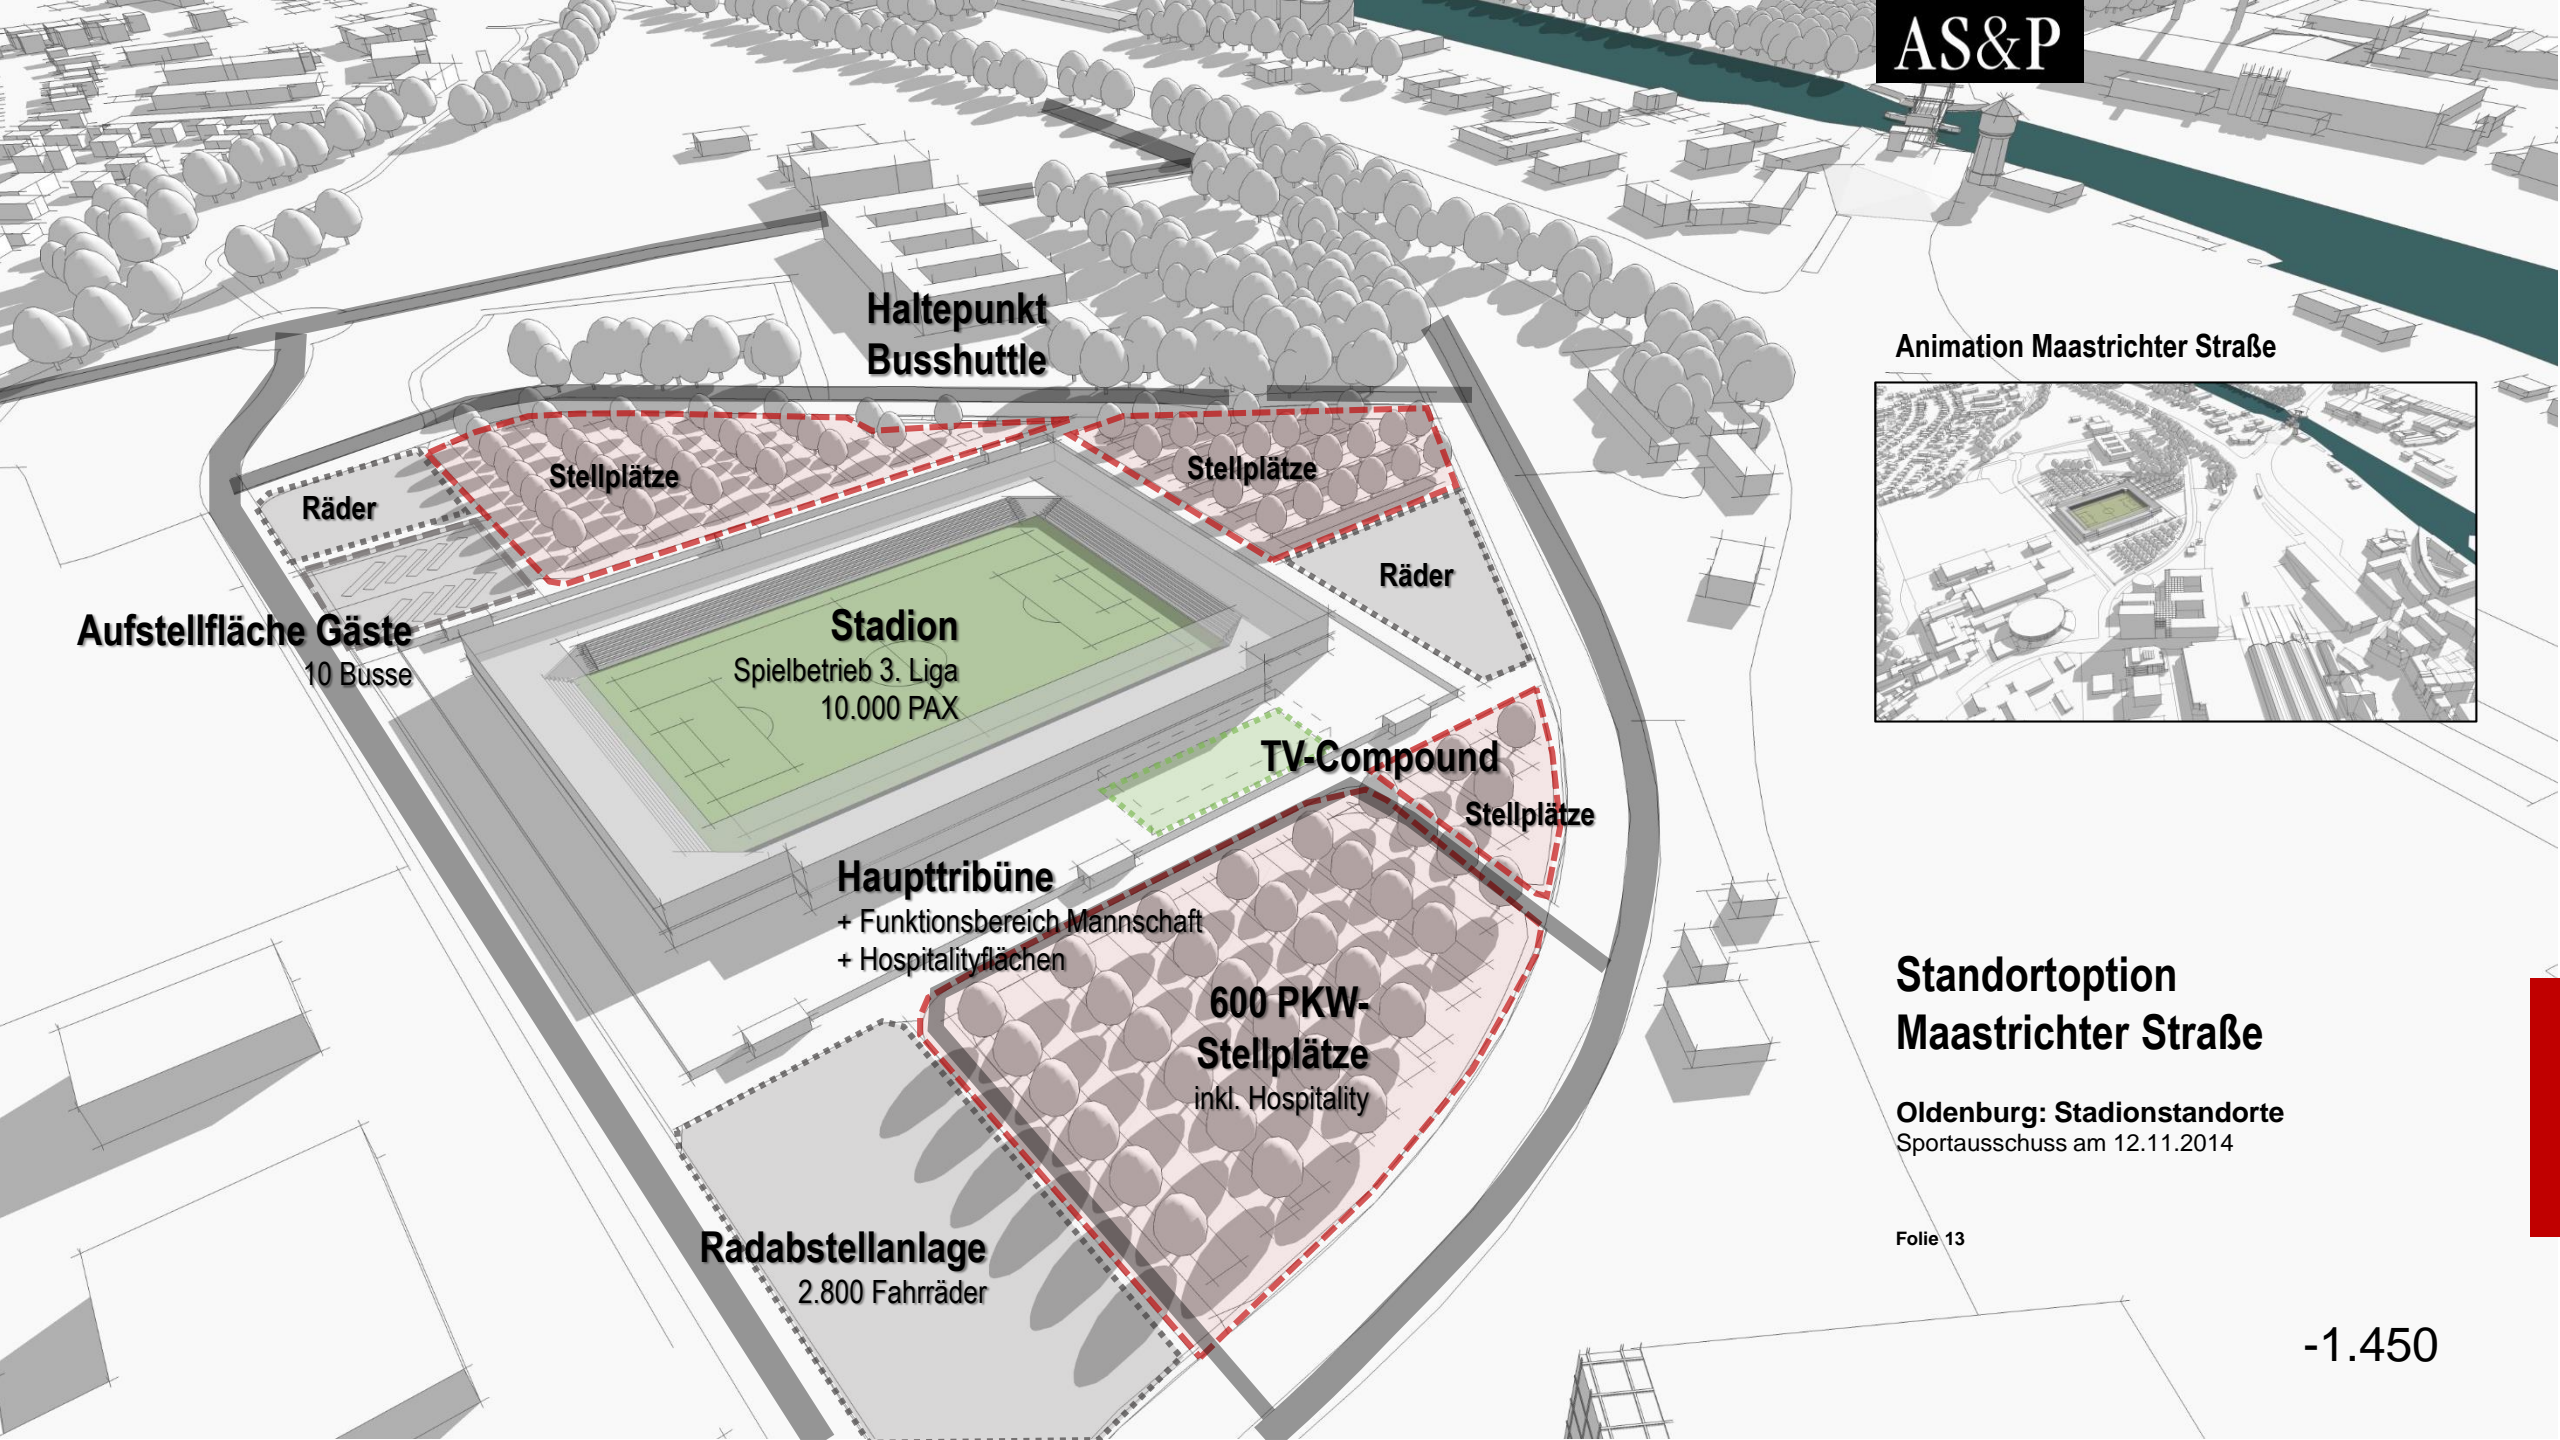 AS&P
Haltepunkt
Busshuttle
Animation Maastrichter Straße
Stellplätze
Stellplätze
Räder
Räder
Aufstellfläche Gäste
10 Busse
Stadion
Spielbetrieb 3. Liga
10.000 PAX
TV-Compound
Stellplätze
Haupttribüne
+ Funktionsbereich Mannschaft
+ Hospitalityflächen
600 PKW-
Stellplätze
inkl. Hospitality
Radabstellanlage
2.800 Fahrräder
Standortoption
Maastrichter Straße
Oldenburg: Stadionstandorte
Sportausschuss am 12.11.2014
Folie 13
-1.450